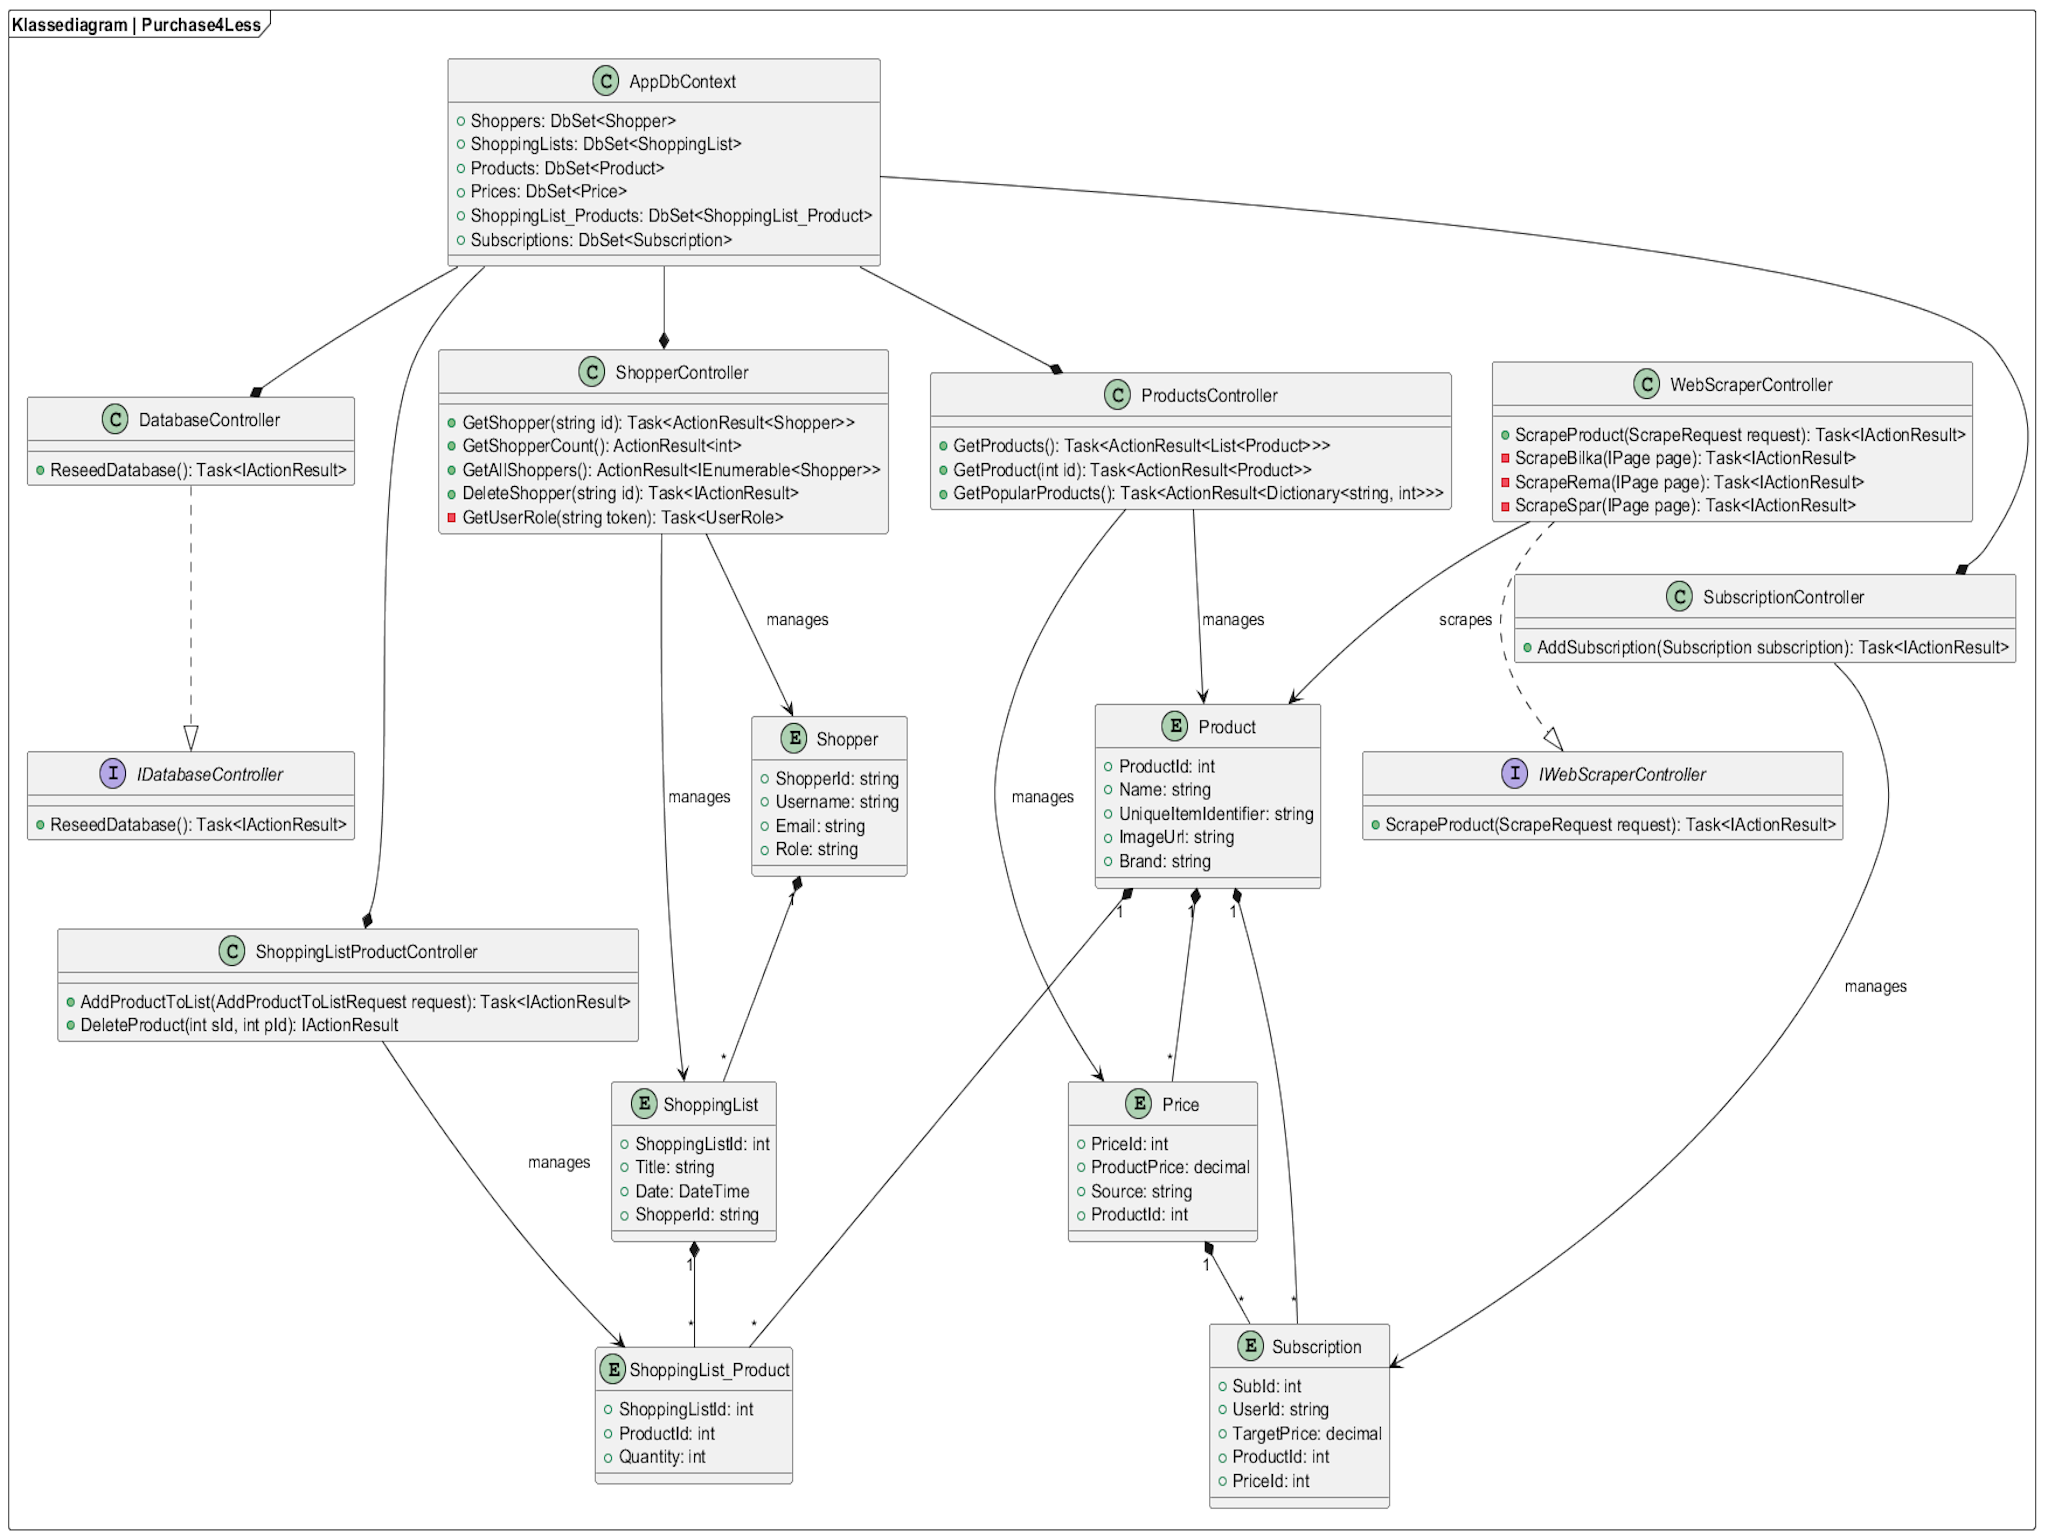 Klassediagram | Purchase4Less
C AppDbContext
Shoppers: DbSet<Shopper>
ShoppingLists: DbSet<ShoppingList>
Products: DbSet<Product>
Prices: DbSet<Price>
ShoppingList_Products: DbSet<ShoppingList_Product>
Subscriptions: DbSet<Subscription>
C DatabaseController
ReseedDatabase(): Task<IActionResult>
C ShopperController
GetShopper(string id): Task<ActionResult<Shopper>>
GetShopperCount(): ActionResult<int>
GetAllShoppers(): ActionResult<IEnumerable<Shopper>>
DeleteShopper(string id): Task<IActionResult>
GetUserRole(string token): Task<UserRole>
C ProductsController
GetProducts(): Task<ActionResult<List<Product>>>
GetProduct(int id): Task<ActionResult<Product>>
GetPopularProducts(): Task<ActionResult<Dictionary<string, int>>>
C WebScraperController
ScrapeProduct(ScrapeRequest request): Task<IActionResult>
ScrapeBilka(IPage page): Task<IActionResult>
ScrapeRema(IPage page): Task<IActionResult>
ScrapeSpar(IPage page): Task<IActionResult>
C SubscriptionController
AddSubscription(Subscription subscription): Task<IActionResult>
manages
manages
scrapes
I IDatabaseController
ReseedDatabase(): Task<IActionResult>
manages
E Shopper
ShopperId: string
Username: string
Email: string
Role: string
1
manages
E Product
ProductId: int
Name: string
UniqueItemIdentifier: string
ImageUrl: string
Brand: string
1
1
1
I IWebScraperController
ScrapeProduct(ScrapeRequest request): Task<IActionResult>
C ShoppingListProductController
AddProductToList(AddProductToListRequest request): Task<IActionResult>
DeleteProduct(int sId, int pId): IActionResult
manages
*
*
manages
E ShoppingList
ShoppingListId: int
Title: string
Date: DateTime
ShopperId: string
1
E Price
PriceId: int
ProductPrice: decimal
Source: string
ProductId: int
1
*
*
*
*
E ShoppingList_Product
ShoppingListId: int
ProductId: int
Quantity: int
E Subscription
SubId: int
UserId: string
TargetPrice: decimal
ProductId: int
PriceId: int